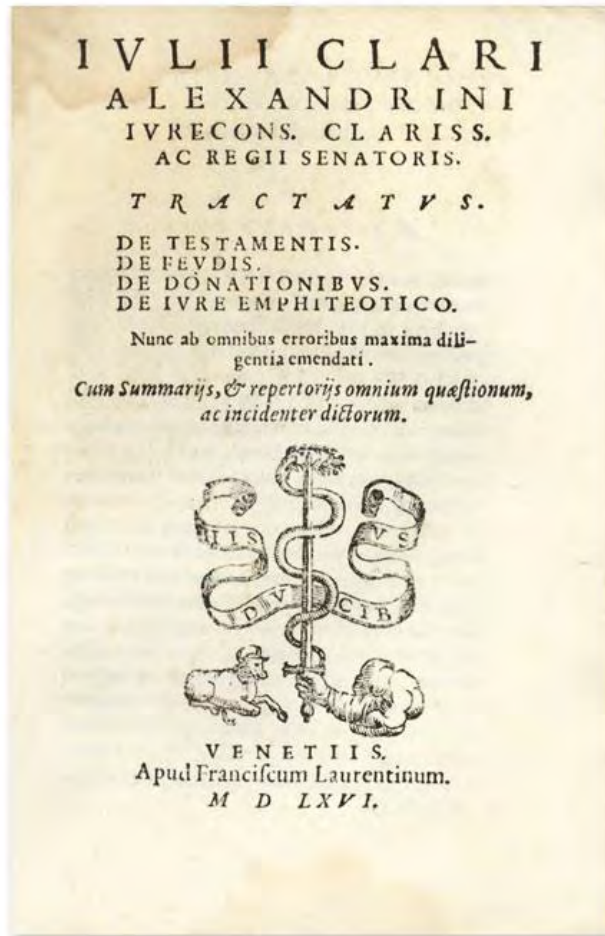 IVLII CLARI
ALEXANDRINI
IVRECONS. CLARISS.
AC REGII SENATORIS.
TRACTATVS.
DE TESTAMENTIS.
DE FEVDIS.
DE DONATIONIBVS.
DE IVRE EMPHITEOTICO.
Nunc ab omnibus erroribus maxima dili-
gentia emendati.
Cum Summarijs, & repertorijs omnium quæſtionum,
ac incidenter dictorum.
IIS VS
DV CIB
VENETIIS.
Apud Franciſcum Laurentinum.
M D LXVI.